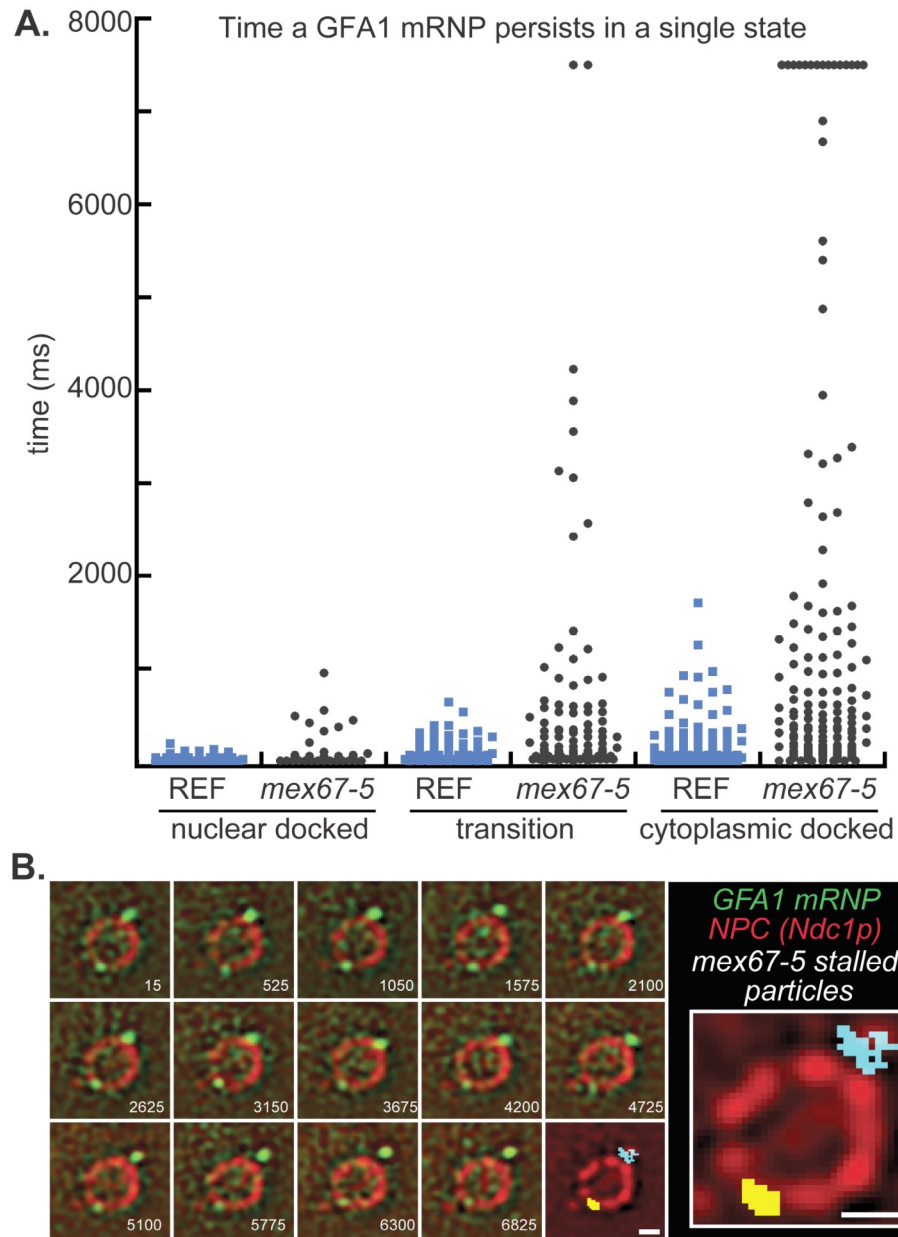 A.
Time a GFA1 mRNP persists in a single state
8000
6000
4000
2000
time (ms)
REF mex67-5 REF mex67-5 REF mex67-5
nuclear docked transition cytoplasmic docked
B.
15 525 1050 1575 2100
2625 3150 3675 4200 4725
5100 5775 6300 6825
GFA1 mRNP
NPC (Ndc1p)
mex67-5 stalled
particles